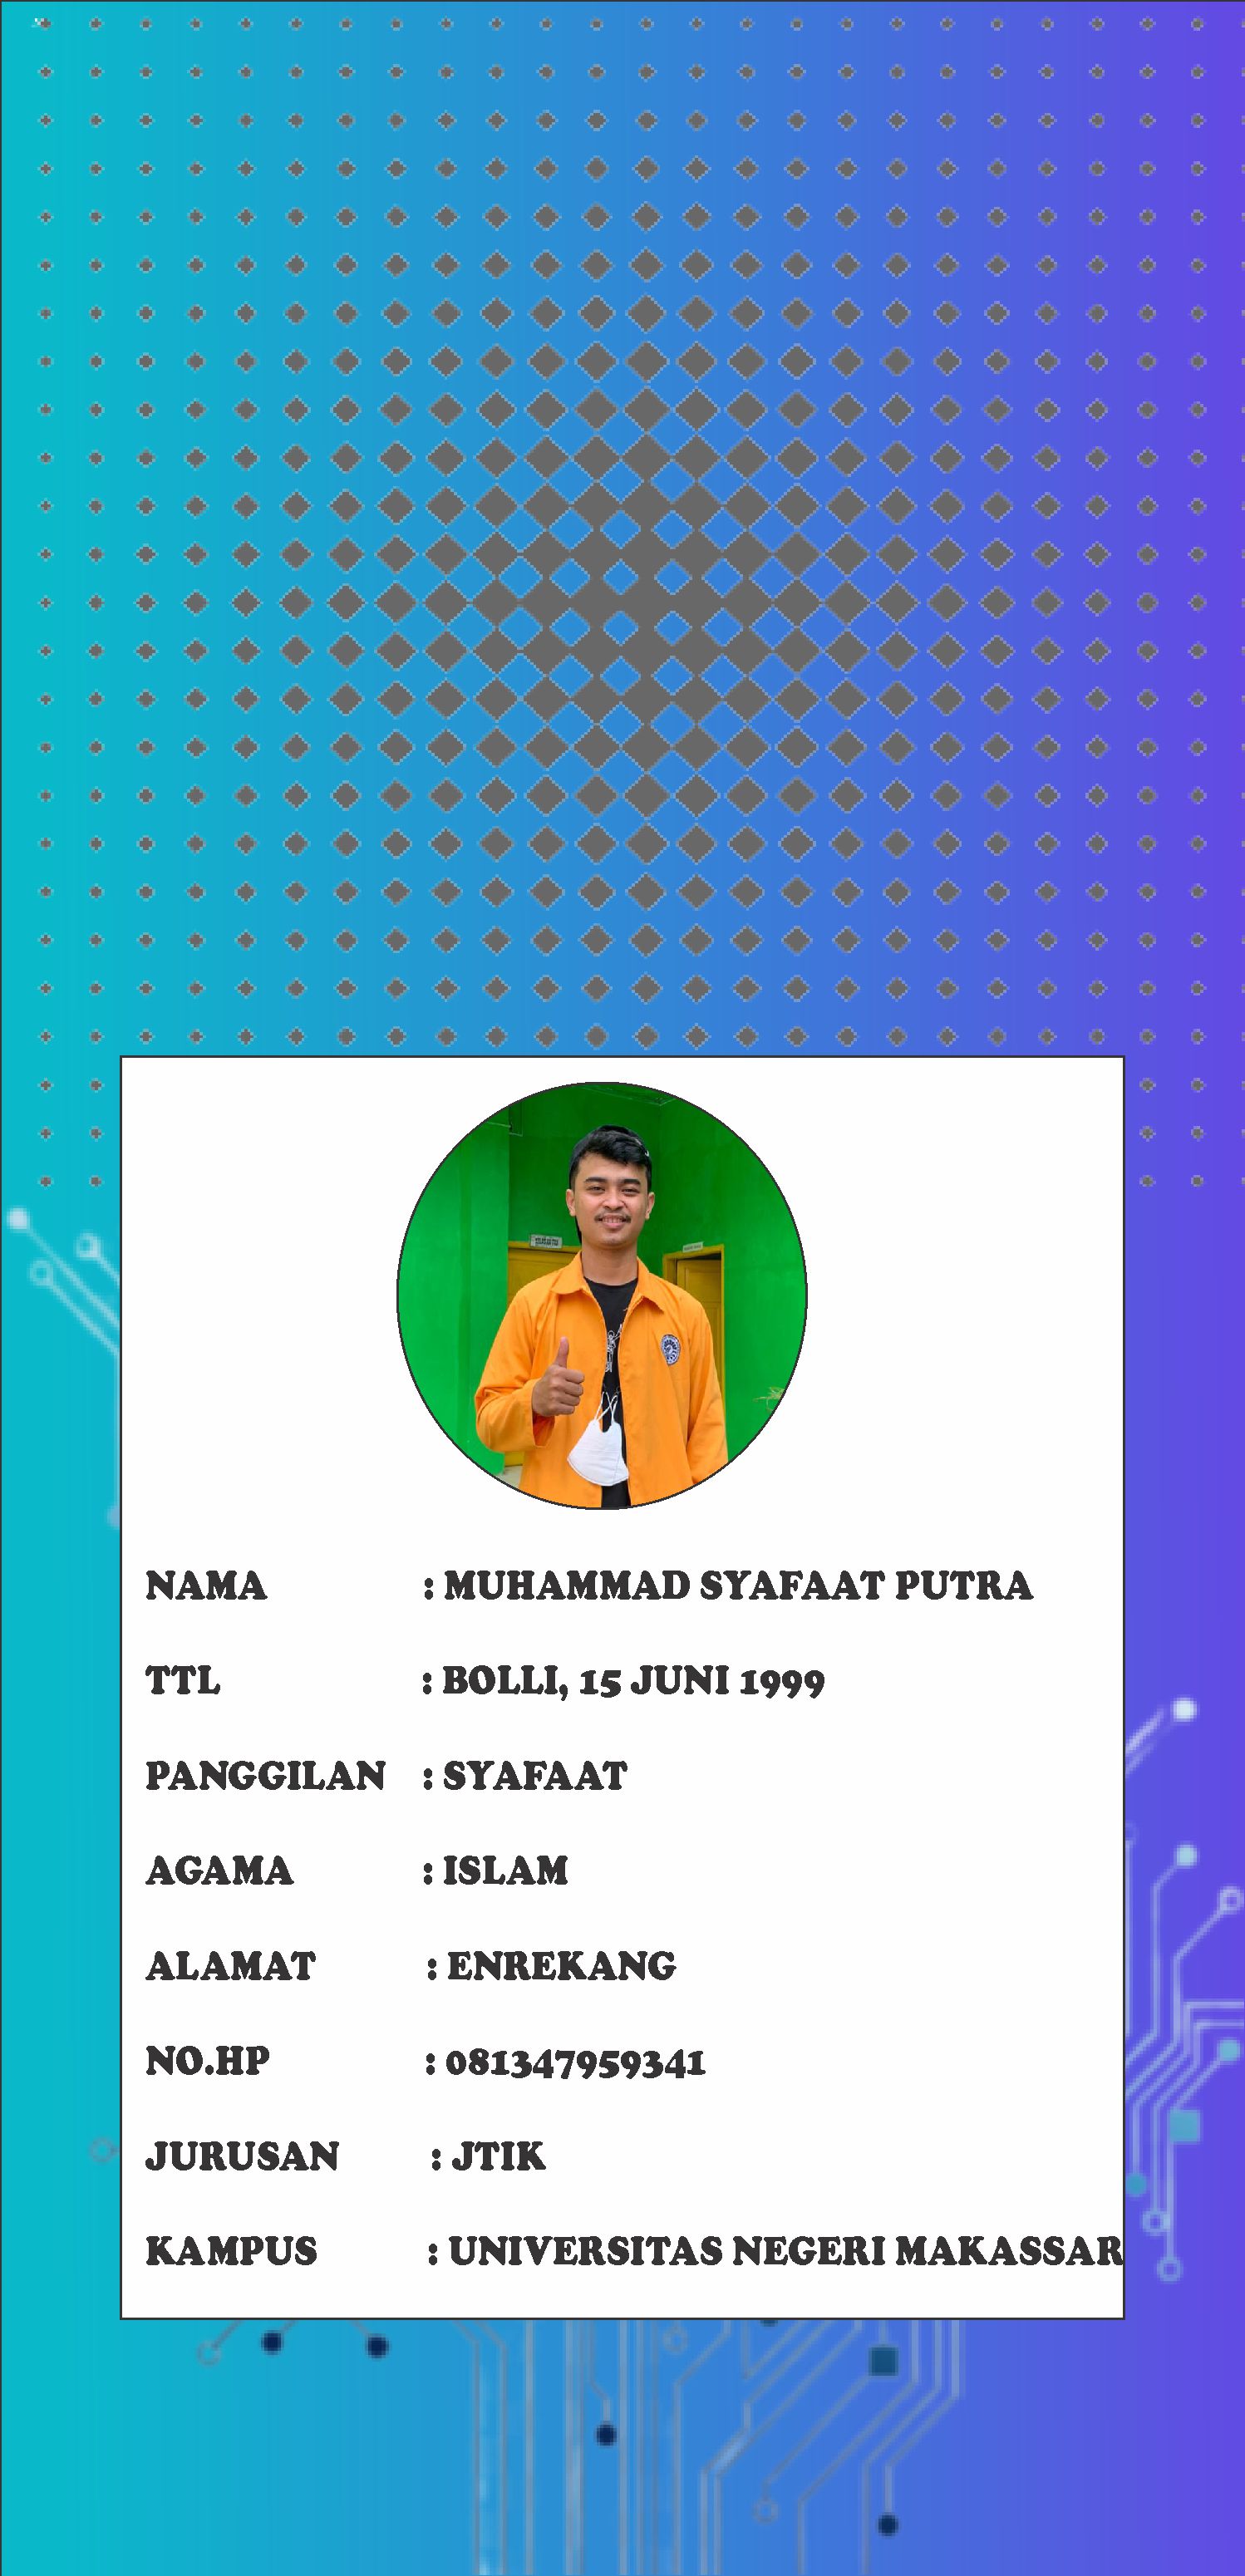 NAMA : MUHAMMAD SYAFAAT PUTRA
TTL : BOLLI, 15 JUNI 1999
PANGGILAN : SYAFAAT
AGAMA : ISLAM
ALAMAT : ENREKANG
NO.HP : 081347959341
JURUSAN : JTIK
KAMPUS : UNIVERSITAS NEGERI MAKASSAR